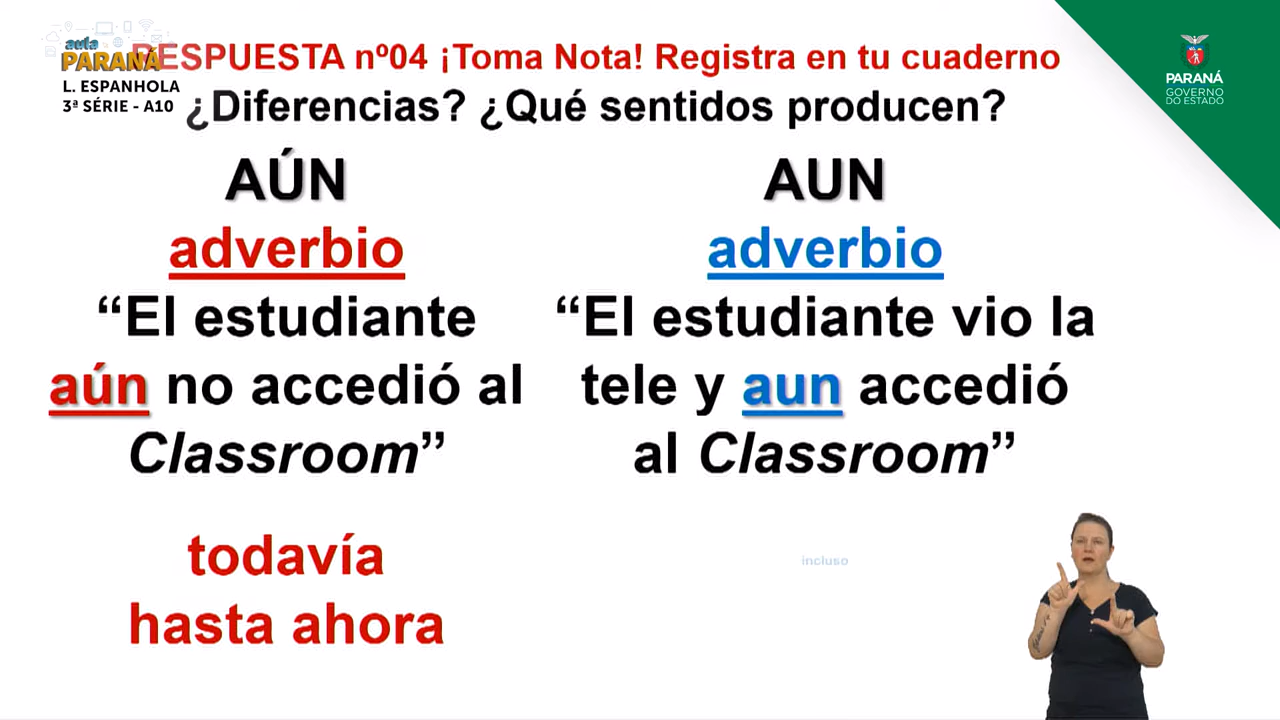 aula
PARANÁ
L. ESPANHOLA
3ª SÉRIE - A10
RESPUESTA nº04 ¡Toma Nota! Registra en tu cuaderno
¿Diferencias? ¿Qué sentidos producen?
PARANÁ
GOVERNO
DO ESTADO
AÚN
adverbio
“El estudiante
aún no accedió al
Classroom”
todavía
hasta ahora
AUN
adverbio
“El estudiante vio la
tele y aun accedió
al Classroom”
incluso